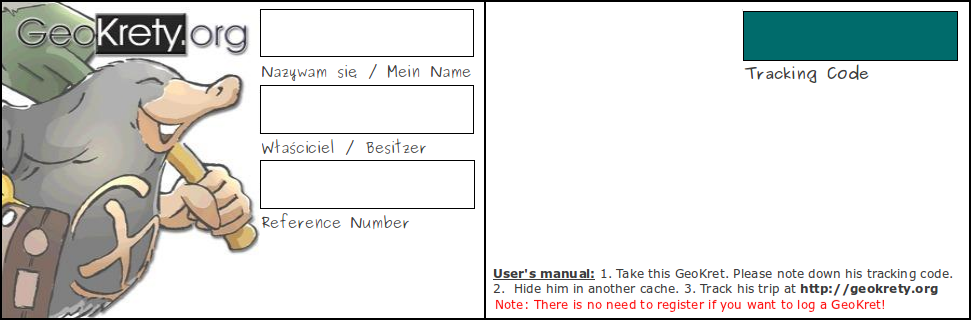 GeoKrety.org
Nazywam się / Mein Name
Właściciel / Besitzer
Reference Number
Tracking Code
User's manual: 1. Take this GeoKret. Please note down his tracking code.
2. Hide him in another cache. 3. Track his trip at http://geokrety.org
Note: There is no need to register if you want to log a GeoKret!